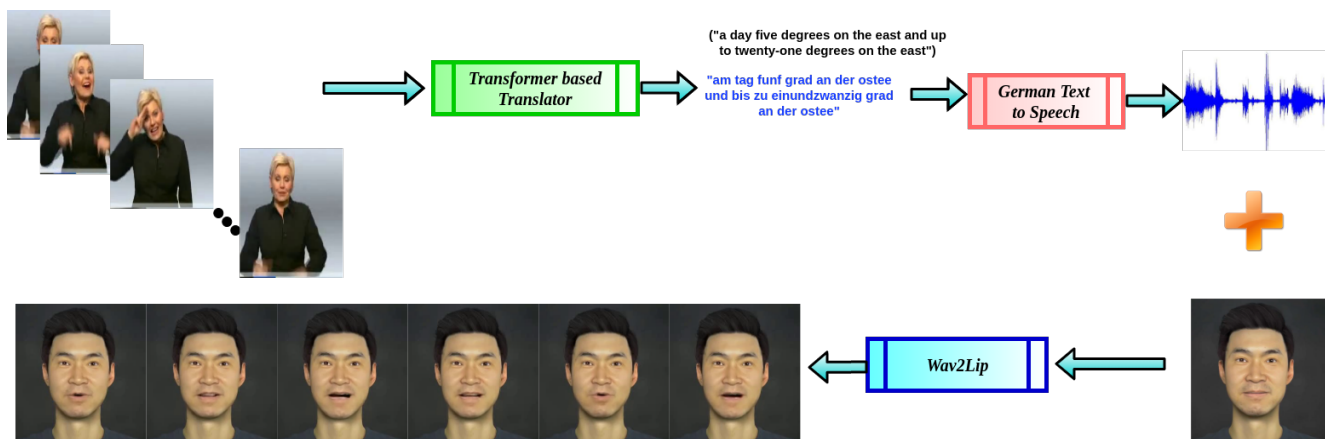 ("a day five degrees on the east and up
to twenty-one degrees on the east")
Transformer based
Translator
"am tag funf grad an der ostee
und bis zu einundzwanzig grad
an der ostee"
German Text
to Speech
Wav2Lip